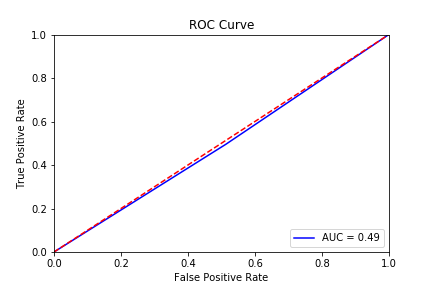 ROC Curve
1.0
0.8
0.6
0.4
0.2
0.0
True Positive Rate
AUC = 0.49
0.0 0.2 0.4 0.6 0.8 1.0
False Positive Rate